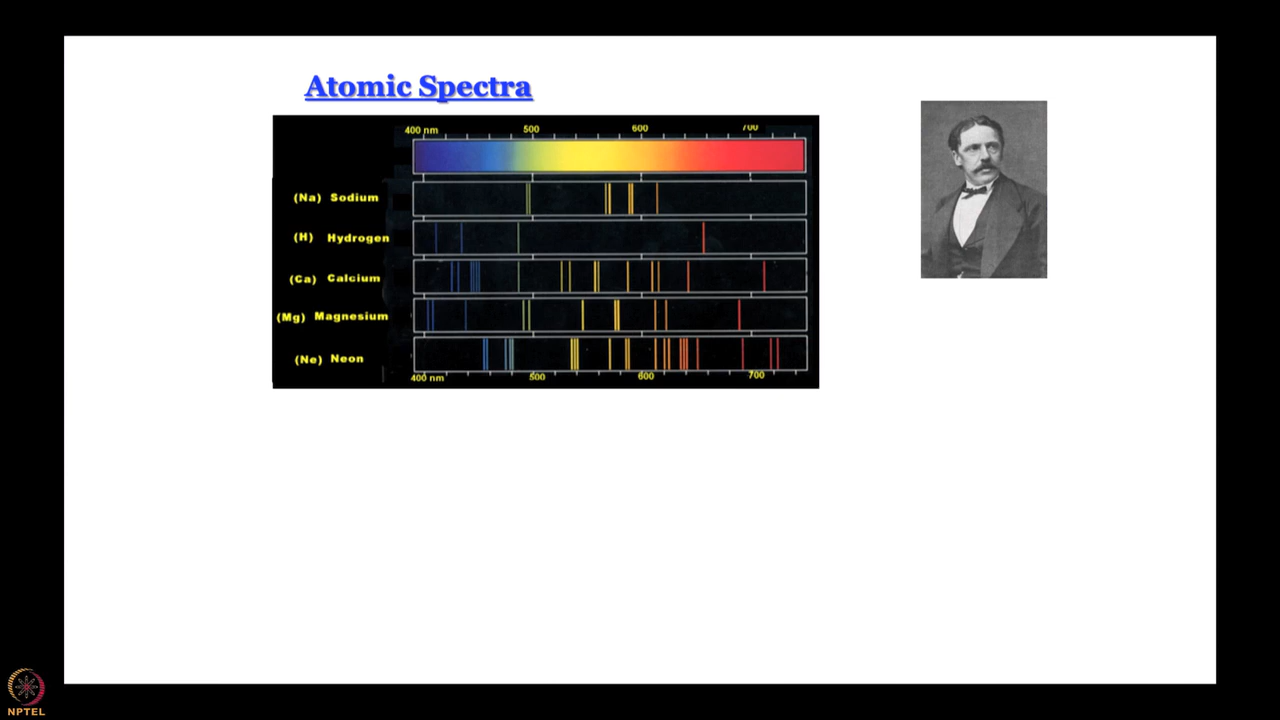 Atomic Spectra
400 nm 500 600 700
(Na) Sodium
(H) Hydrogen
(Ca) Calcium
(Mg) Magnesium
(Ne) Neon
400 nm 500 600 700
NPTEL